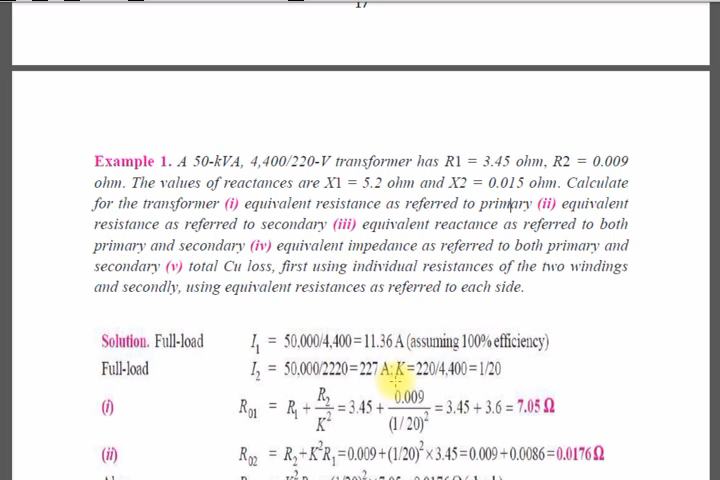 17
Example 1. A 50-kVA, 4,400/220-V transformer has R1 = 3.45 ohm, R2 = 0.009
ohm. The values of reactances are X1 = 5.2 ohm and X2 = 0.015 ohm. Calculate
for the transformer (i) equivalent resistance as referred to primary (ii) equivalent
resistance as referred to secondary (iii) equivalent reactance as referred to both
primary and secondary (iv) equivalent impedance as referred to both primary and
secondary (v) total Cu loss, first using individual resistances of the two windings
and secondly, using equivalent resistances as referred to each side.
Solution. Full-load I₁ = 50,000/4,400 = 11.36 A (assuming 100% efficiency)
Full-load I₂ = 50,000/2220 = 227 A; K = 220/4,400 = 1/20
(i) R₀₁ = R₁ + R₂/K² = 3.45 + 0.009/(1/20)² = 3.45 + 3.6 = 7.05 Ω
(ii) R₀₂ = R₂ + K²R₁ = 0.009 + (1/20)² × 3.45 = 0.009 + 0.0086 = 0.0176 Ω